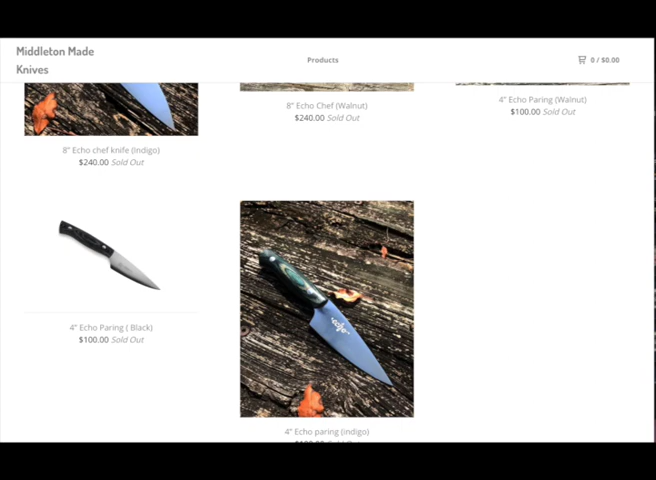 Middleton Made
Knives
Products
0 / $0.00
8" Echo chef knife (Indigo)
$240.00 Sold Out
8" Echo Chef (Walnut)
$240.00 Sold Out
4" Echo Paring (Walnut)
$100.00 Sold Out
4" Echo Paring ( Black)
$100.00 Sold Out
echo
4" Echo paring (indigo)